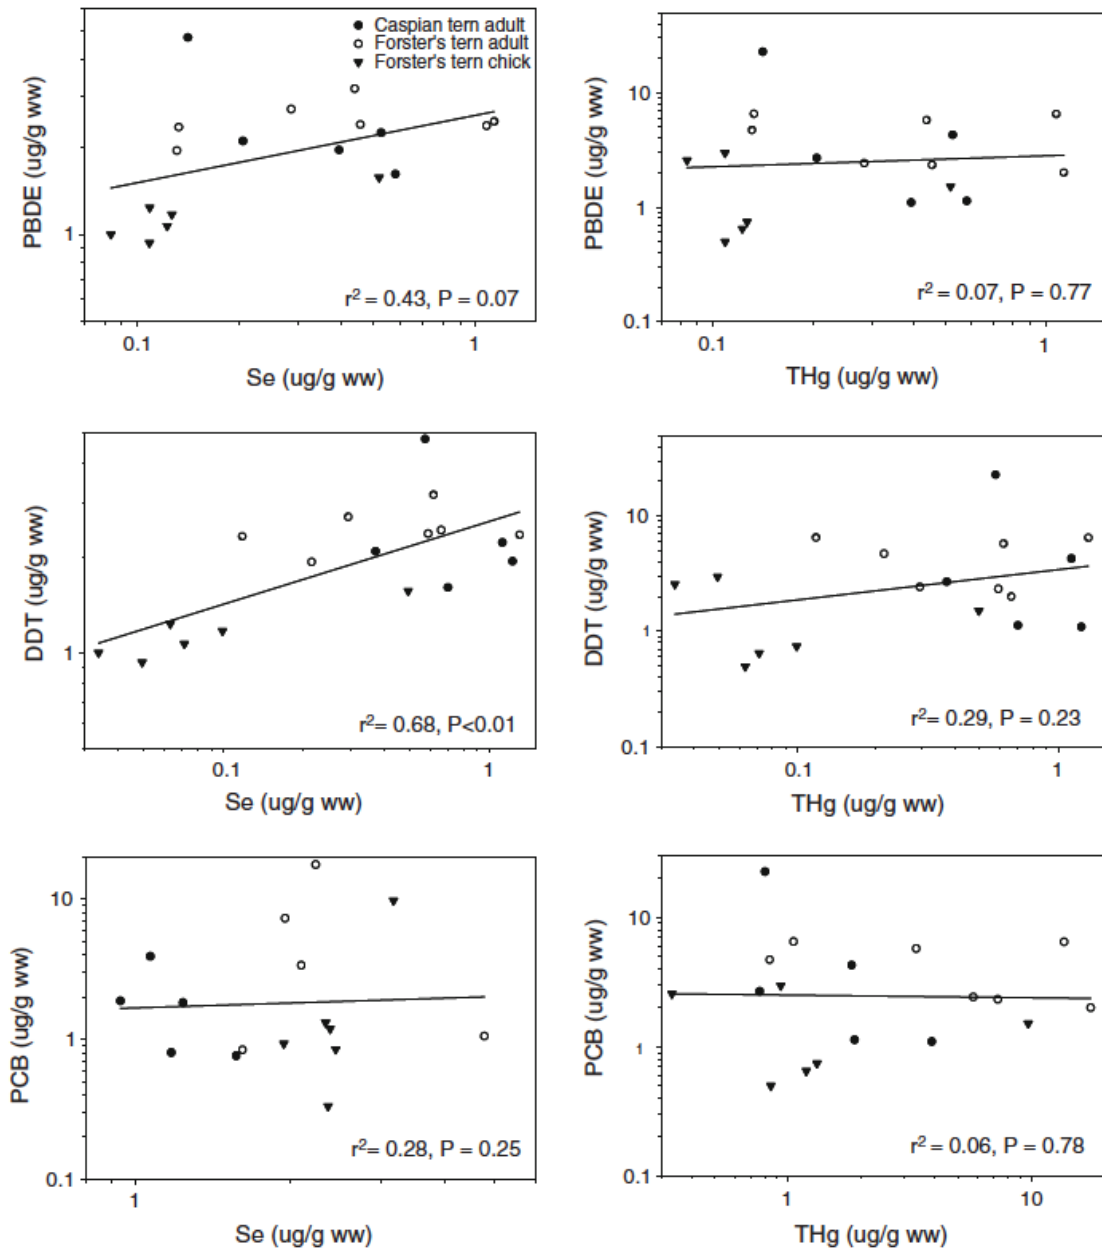 Caspian tern adult
Forster's tern adult
Forster's tern chick
PBDE (ug/g ww)
1
r² = 0.43, P = 0.07
0.1 1
Se (ug/g ww)
PBDE (ug/g ww)
10
1
0.1
r² = 0.07, P = 0.77
0.1 1
THg (ug/g ww)
DDT (ug/g ww)
1
r²= 0.68, P<0.01
0.1 1
Se (ug/g ww)
DDT (ug/g ww)
10
1
0.1
r²= 0.29, P = 0.23
0.1 1
THg (ug/g ww)
PCB (ug/g ww)
10
1
0.1
r²= 0.28, P = 0.25
1
Se (ug/g ww)
PCB (ug/g ww)
10
1
0.1
r²= 0.06, P = 0.78
1 10
THg (ug/g ww)